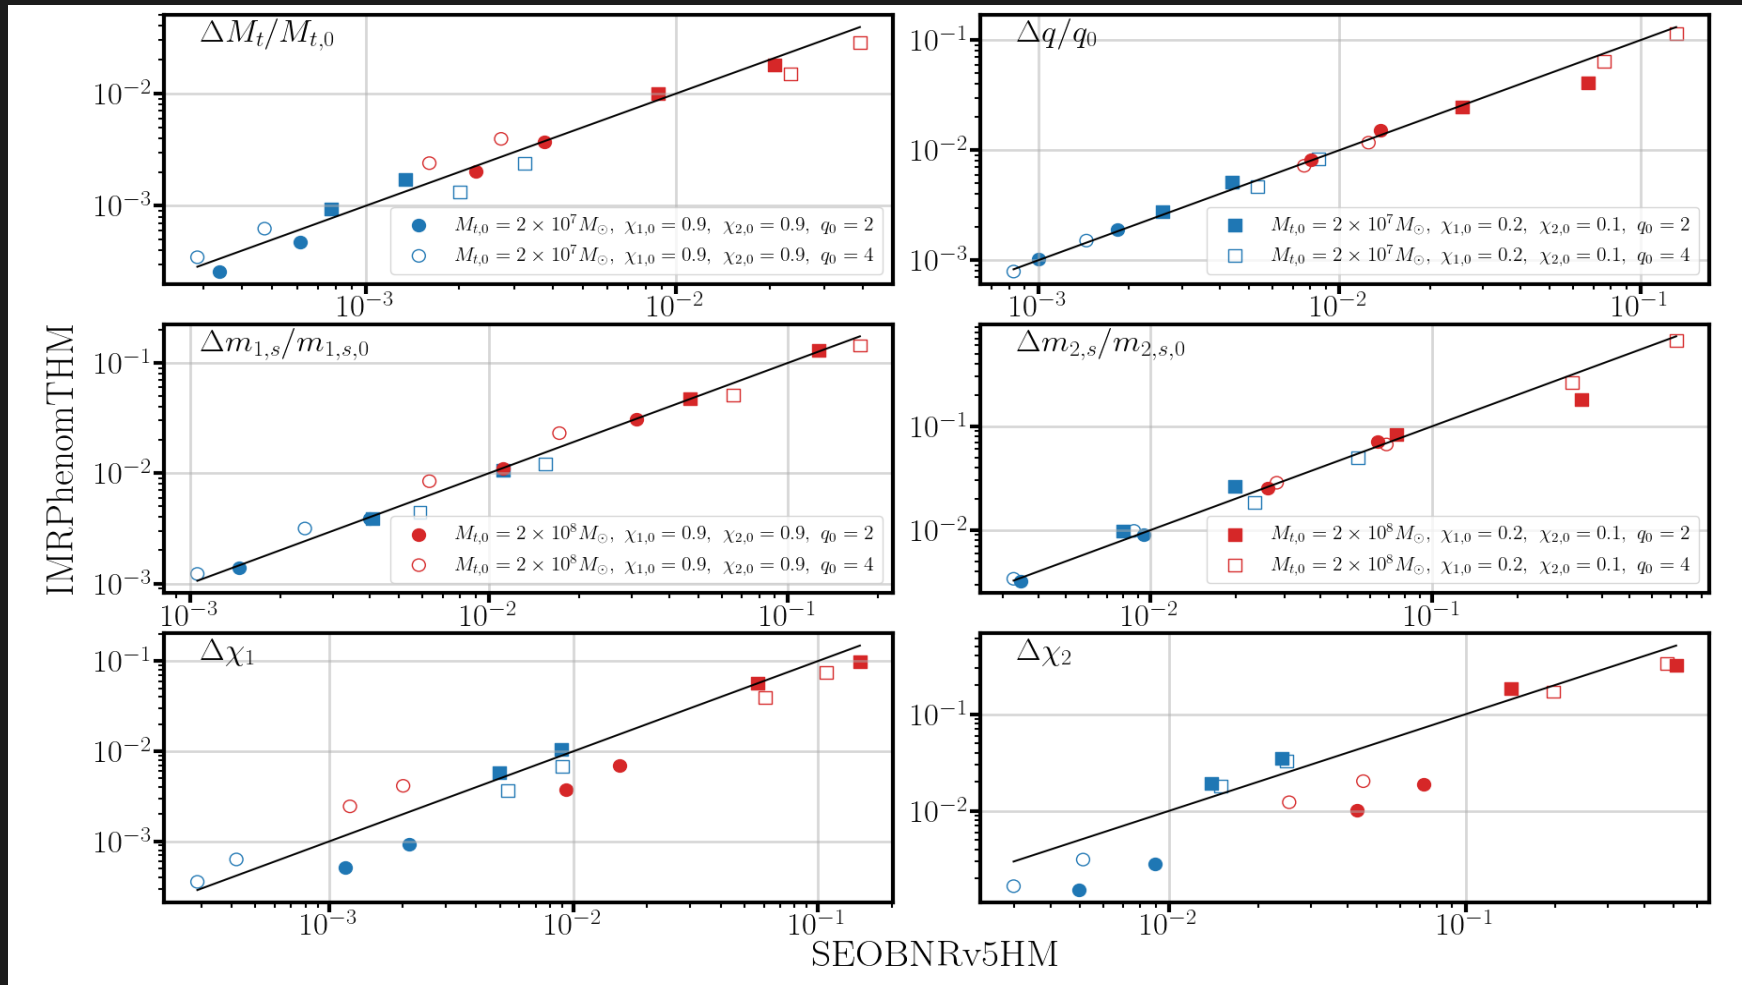 ΔM_t/M_{t,0}
10^{-2}
10^{-3}
10^{-3} 10^{-2}
M_{t,0} = 2 × 10^7 M_⊙, χ_{1,0} = 0.9, χ_{2,0} = 0.9, q_0 = 2
M_{t,0} = 2 × 10^7 M_⊙, χ_{1,0} = 0.9, χ_{2,0} = 0.9, q_0 = 4
Δq/q_0
10^{-1}
10^{-2}
10^{-3}
10^{-3} 10^{-2} 10^{-1}
M_{t,0} = 2 × 10^7 M_⊙, χ_{1,0} = 0.2, χ_{2,0} = 0.1, q_0 = 2
M_{t,0} = 2 × 10^7 M_⊙, χ_{1,0} = 0.2, χ_{2,0} = 0.1, q_0 = 4
IMRPhenomTHM
Δm_{1,s}/m_{1,s,0}
10^{-1}
10^{-2}
10^{-3}
10^{-3} 10^{-2} 10^{-1}
M_{t,0} = 2 × 10^8 M_⊙, χ_{1,0} = 0.9, χ_{2,0} = 0.9, q_0 = 2
M_{t,0} = 2 × 10^8 M_⊙, χ_{1,0} = 0.9, χ_{2,0} = 0.9, q_0 = 4
Δm_{2,s}/m_{2,s,0}
10^{-1}
10^{-2}
10^{-2} 10^{-1}
M_{t,0} = 2 × 10^8 M_⊙, χ_{1,0} = 0.2, χ_{2,0} = 0.1, q_0 = 2
M_{t,0} = 2 × 10^8 M_⊙, χ_{1,0} = 0.2, χ_{2,0} = 0.1, q_0 = 4
Δχ_1
10^{-1}
10^{-2}
10^{-3}
10^{-3} 10^{-2} 10^{-1}
Δχ_2
10^{-1}
10^{-2}
10^{-2} 10^{-1}
SEOBNRv5HM